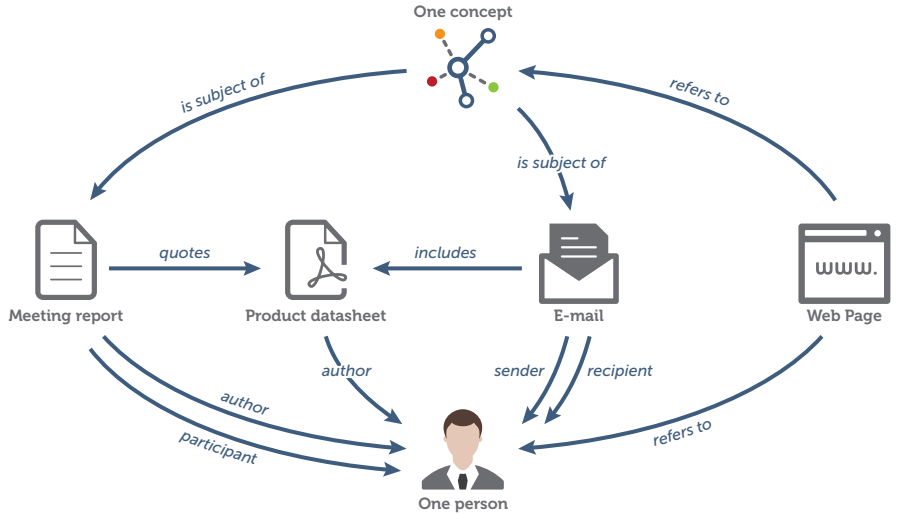 One concept
is subject of
refers to
is subject of
quotes
includes
www.
Meeting report
Product datasheet
E-mail
Web Page
author
sender
recipient
author
refers to
participant
One person